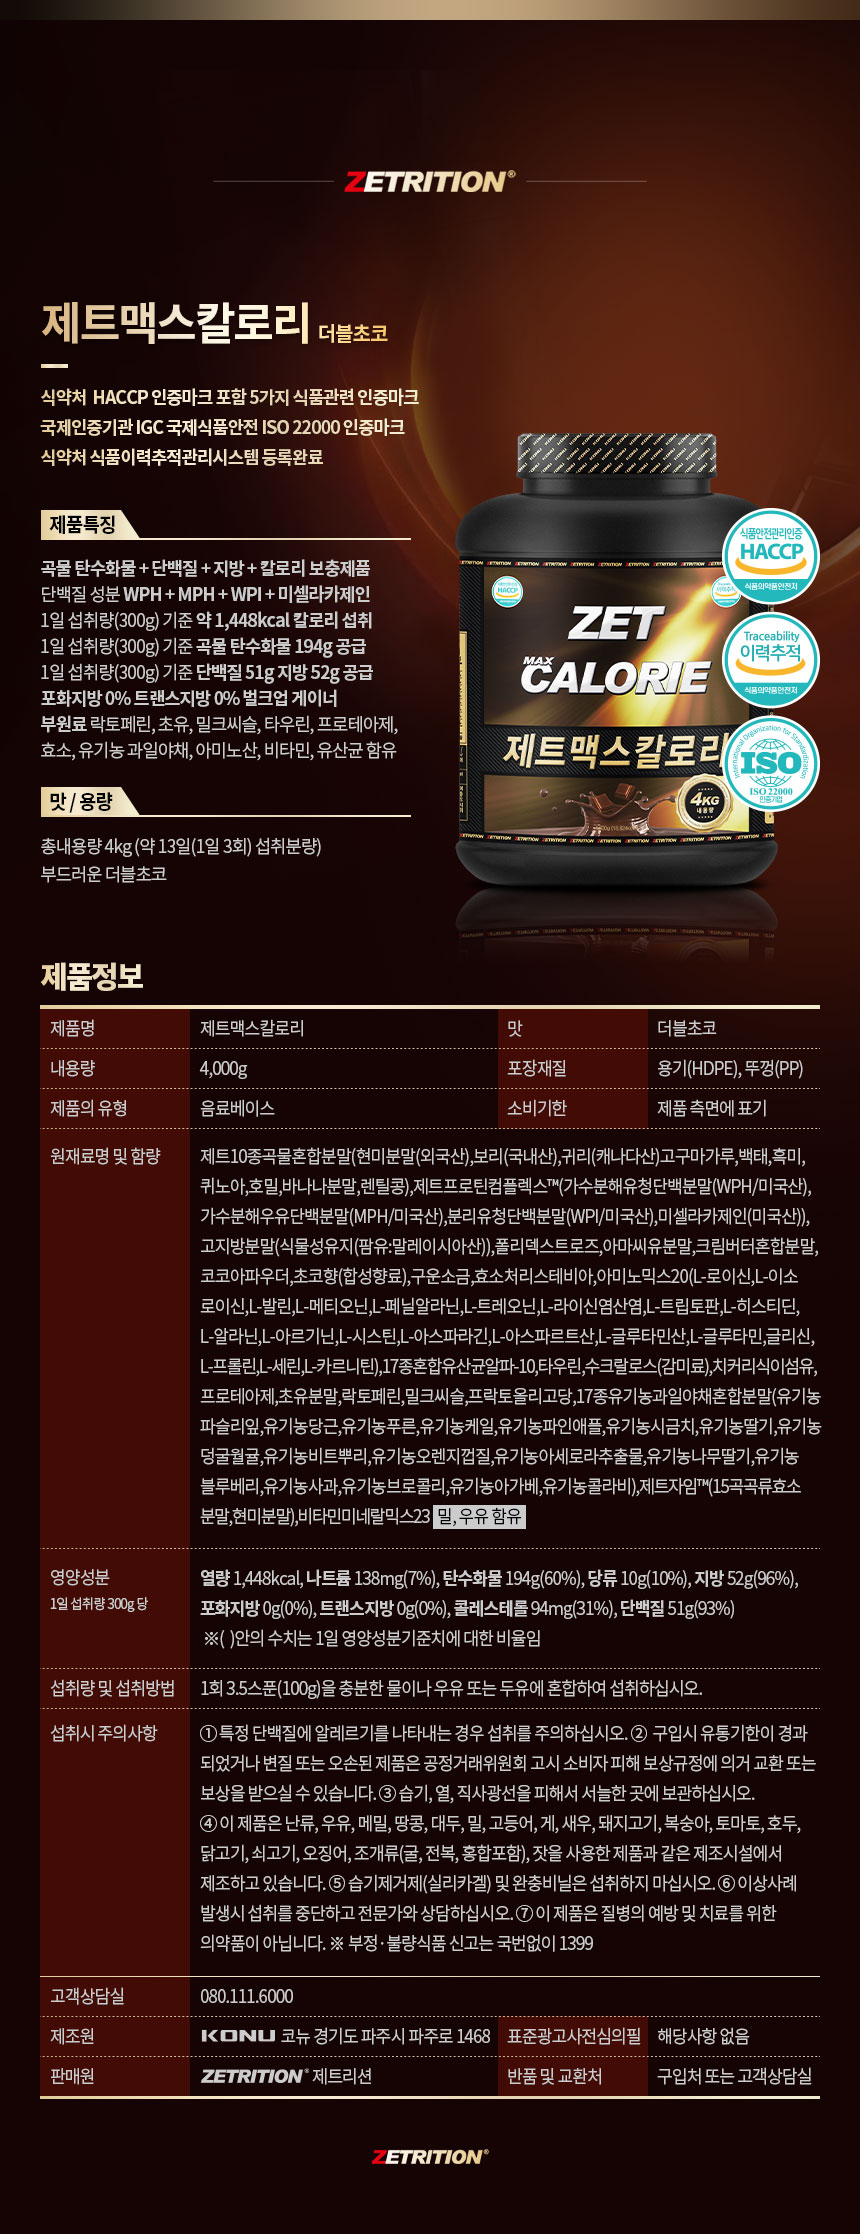 ZETRITION®
제트맥스칼로리 더블초코
식약처 HACCP 인증마크 포함 5가지 식품관련 인증마크
국제인증기관 IGC 국제식품안전 ISO 22000 인증마크
식약처 식품이력추적관리시스템 등록완료
제품특징
곡물 탄수화물 + 단백질 + 지방 + 칼로리 보충제품
단백질 성분 WPH + MPH + WPI + 미셀라카제인
1일 섭취량(300g) 기준 약 1,448kcal 칼로리 섭취
1일 섭취량(300g) 기준 곡물 탄수화물 194g 공급
1일 섭취량(300g) 기준 단백질 51g 지방 52g 공급
포화지방 0% 트랜스지방 0% 벌크업 게이너
부원료 락토페린, 초유, 밀크씨슬, 타우린, 프로테아제,
효소, 유기농 과일야채, 아미노산, 비타민, 유산균 함유
맛 / 용량
총내용량 4kg (약 13일(1일 3회) 섭취분량)
부드러운 더블초코
ZET
MAX
CALORIE
제트맥스칼로리
4KG
내용량
식품안전관리인증
HACCP
식품의약품안전처
Traceability
이력추적
식품의약품안전처
International Organization for Standardization
ISO
ISO 22000
인증기업
제품정보
제품명 제트맥스칼로리 맛 더블초코
내용량 4,000g 포장재질 용기(HDPE), 뚜껑(PP)
제품의 유형 음료베이스 소비기한 제품 측면에 표기
원재료명 및 함량 제트10종곡물혼합분말(현미분말(외국산),보리(국내산),귀리(캐나다산)고구마가루,백태,흑미,
퀴노아,호밀,바나나분말,렌틸콩),제트프로틴컴플렉스™(가수분해유청단백분말(WPH/미국산),
가수분해우유단백분말(MPH/미국산),분리유청단백분말(WPI/미국산),미셀라카제인(미국산)),
고지방분말(식물성유지(팜유:말레이시아산)),폴리덱스트로즈,아마씨유분말,크림버터혼합분말,
코코아파우더,초코향(합성향료),구운소금,효소처리스테비아,아미노믹스20(L-로이신,L-이소
로이신,L-발린,L-메티오닌,L-페닐알라닌,L-트레오닌,L-라이신염산염,L-트립토판,L-히스티딘,
L-알라닌,L-아르기닌,L-시스틴,L-아스파라긴,L-아스파르트산,L-글루타민산,L-글루타민,글리신,
L-프롤린,L-세린,L-카르니틴),17종혼합유산균알파-10,타우린,수크랄로스(감미료),치커리식이섬유,
프로테아제,초유분말,락토페린,밀크씨슬,프락토올리고당,17종유기농과일야채혼합분말(유기농
파슬리잎,유기농당근,유기농푸른,유기농케일,유기농파인애플,유기농시금치,유기농딸기,유기농
덩굴월귤,유기농비트뿌리,유기농오렌지껍질,유기농아세로라추출물,유기농나무딸기,유기농
블루베리,유기농사과,유기농브로콜리,유기농아가베,유기농콜라비),제트자임™(15곡곡류효소
분말,현미분말),비타민미네랄믹스23 밀, 우유 함유
영양성분 열량 1,448kcal, 나트륨 138mg(7%), 탄수화물 194g(60%), 당류 10g(10%), 지방 52g(96%),
1일 섭취량 300g 당 포화지방 0g(0%), 트랜스지방 0g(0%), 콜레스테롤 94mg(31%), 단백질 51g(93%)
※( )안의 수치는 1일 영양성분기준치에 대한 비율임
섭취량 및 섭취방법 1회 3.5스푼(100g)을 충분한 물이나 우유 또는 두유에 혼합하여 섭취하십시오.
섭취시 주의사항 ① 특정 단백질에 알레르기를 나타내는 경우 섭취를 주의하십시오. ② 구입시 유통기한이 경과
되었거나 변질 또는 오손된 제품은 공정거래위원회 고시 소비자 피해 보상규정에 의거 교환 또는
보상을 받으실 수 있습니다. ③ 습기, 열, 직사광선을 피해서 서늘한 곳에 보관하십시오.
④ 이 제품은 난류, 우유, 메밀, 땅콩, 대두, 밀, 고등어, 게, 새우, 돼지고기, 복숭아, 토마토, 호두,
닭고기, 쇠고기, 오징어, 조개류(굴, 전복, 홍합포함), 잣을 사용한 제품과 같은 제조시설에서
제조하고 있습니다. ⑤ 습기제거제(실리카겔) 및 완충비닐은 섭취하지 마십시오. ⑥ 이상사례
발생시 섭취를 중단하고 전문가와 상담하십시오. ⑦ 이 제품은 질병의 예방 및 치료를 위한
의약품이 아닙니다. ※ 부정·불량식품 신고는 국번없이 1399
고객상담실 080.111.6000
제조원 KONU 코뉴 경기도 파주시 파주로 1468 표준광고사전심의필 해당사항 없음
판매원 ZETRITION® 제트리션 반품 및 교환처 구입처 또는 고객상담실
ZETRITION®